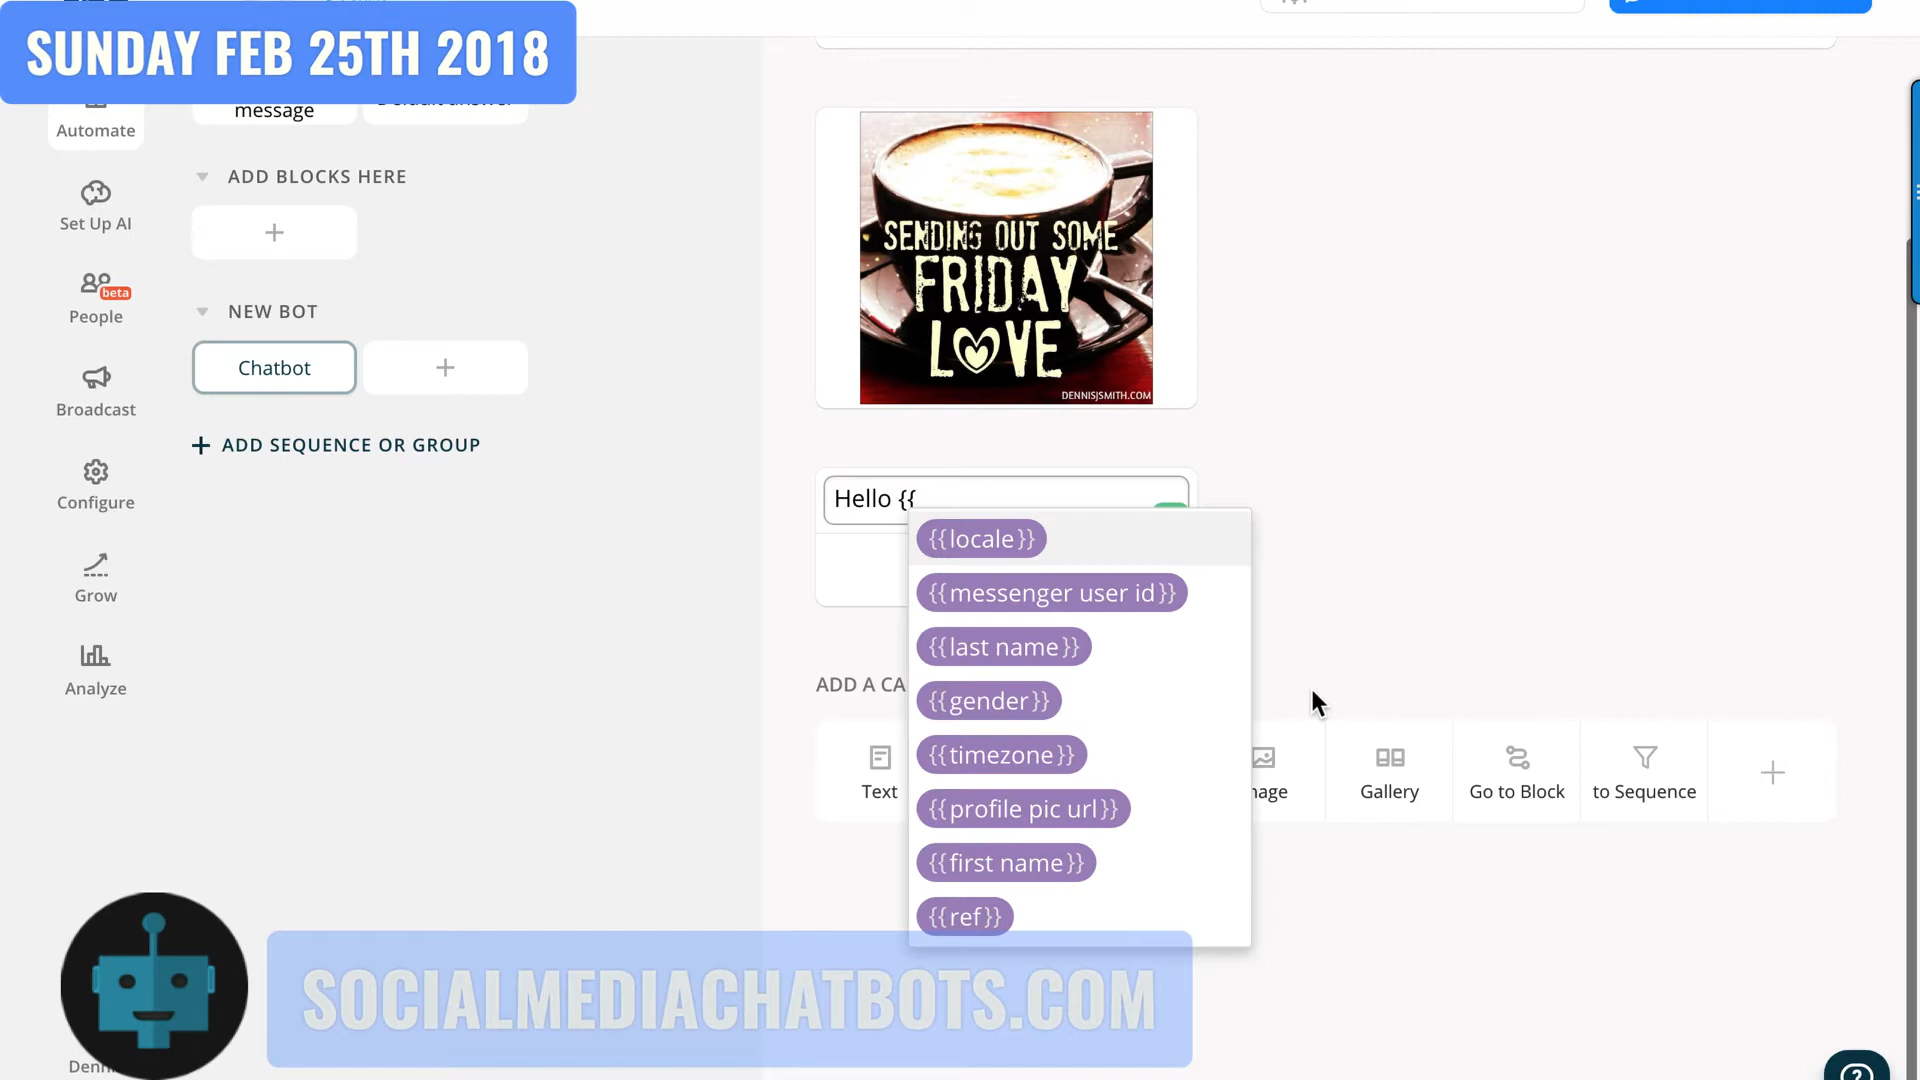 SUNDAY FEB 25TH 2018
message
Automate
Set Up AI
beta
People
Broadcast
Configure
Grow
Analyze
ADD BLOCKS HERE
+
NEW BOT
Chatbot
+
+ ADD SEQUENCE OR GROUP
SENDING OUT SOME
FRIDAY
LOVE
DENNISJSMITH.COM
Hello {{
{{locale}}
{{messenger user id}}
{{last name}}
{{gender}}
{{timezone}}
{{profile pic url}}
{{first name}}
{{ref}}
ADD A CA
Text
Gallery
Go to Block
to Sequence
+
SOCIALMEDIACHATBOTS.COM
?